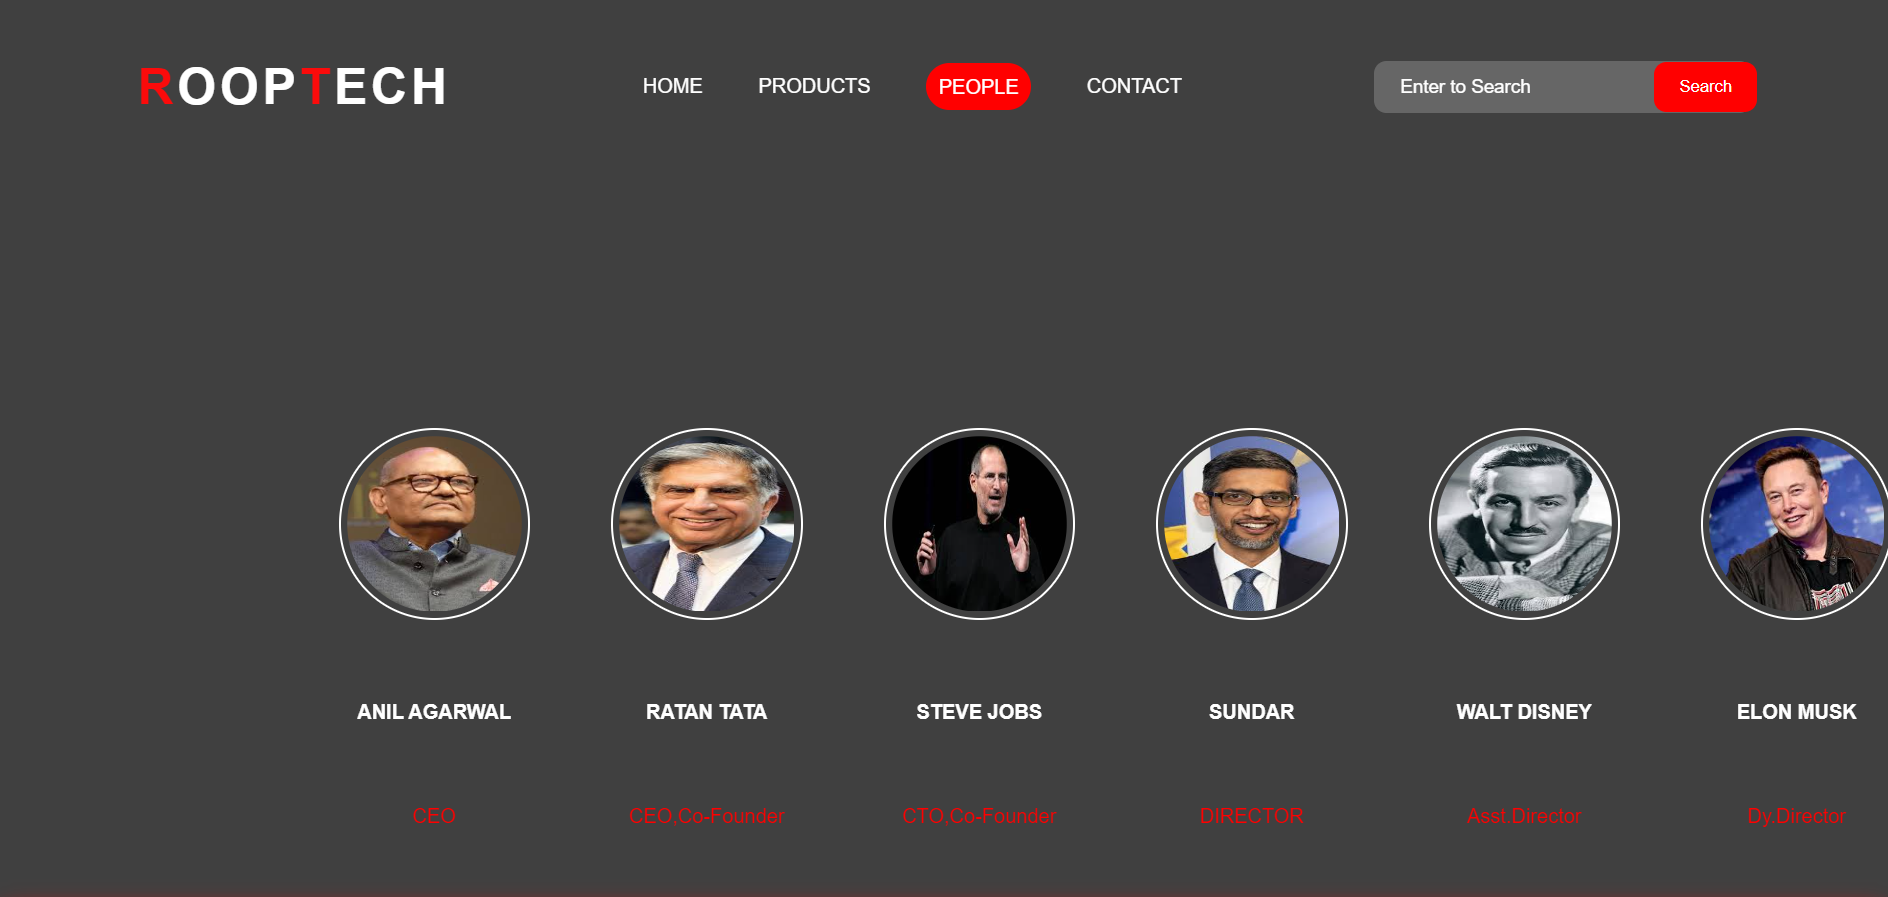 ROOPTECH
HOME PRODUCTS PEOPLE CONTACT
Enter to Search Search
ANIL AGARWAL RATAN TATA STEVE JOBS SUNDAR WALT DISNEY ELON MUSK
CEO CEO,Co-Founder CTO,Co-Founder DIRECTOR Asst.Director Dy.Director